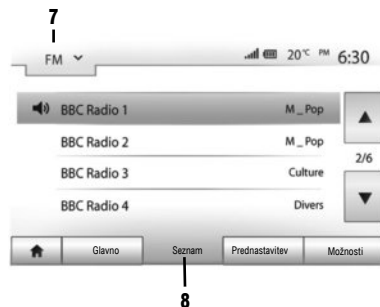 7
FM 20°C PM 6:30
BBC Radio 1 M_Pop
BBC Radio 2 M_Pop
2/6
BBC Radio 3 Culture
BBC Radio 4 Divers
Glavno Seznam Prednastavitev Možnosti
8